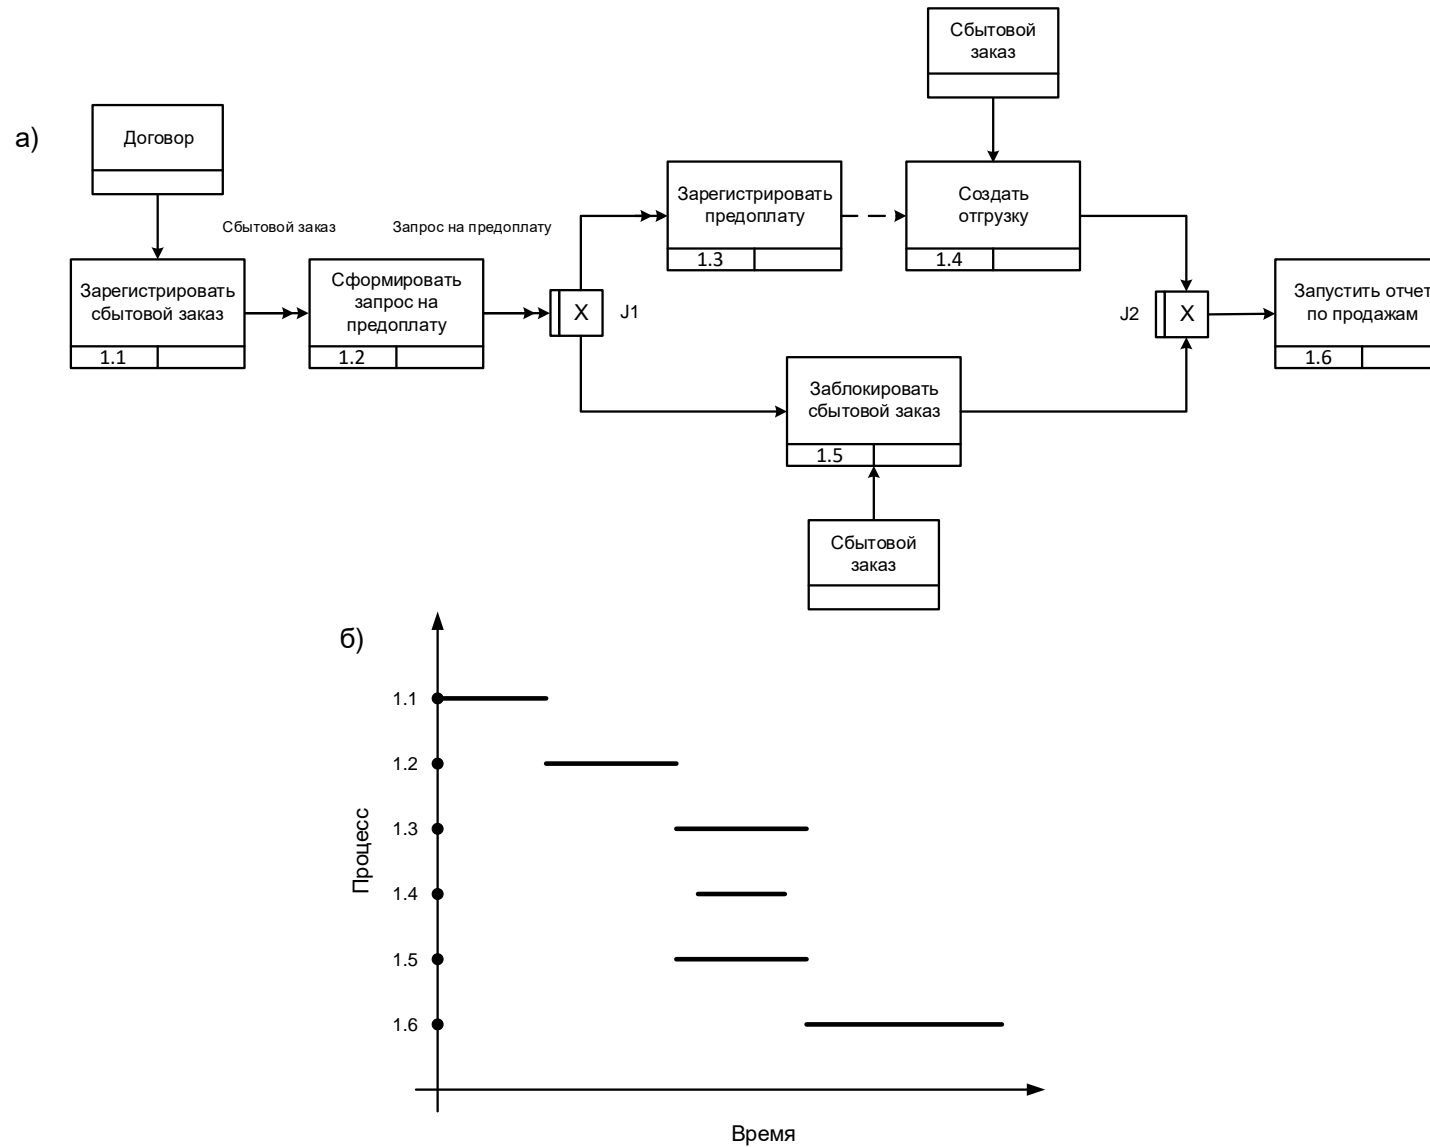 Сбытовой
заказ
а)
Договор
Зарегистрировать
предоплату
1.3
Создать
отгрузку
1.4
Сбытовой заказ
Запрос на предоплату
Зарегистрировать
сбытовой заказ
1.1
Сформировать
запрос на
предоплату
1.2
X
J1
J2
X
Запустить отчет
по продажам
1.6
Заблокировать
сбытовой заказ
1.5
Сбытовой
заказ
б)
1.1
1.2
1.3
1.4
1.5
1.6
Процесс
Время